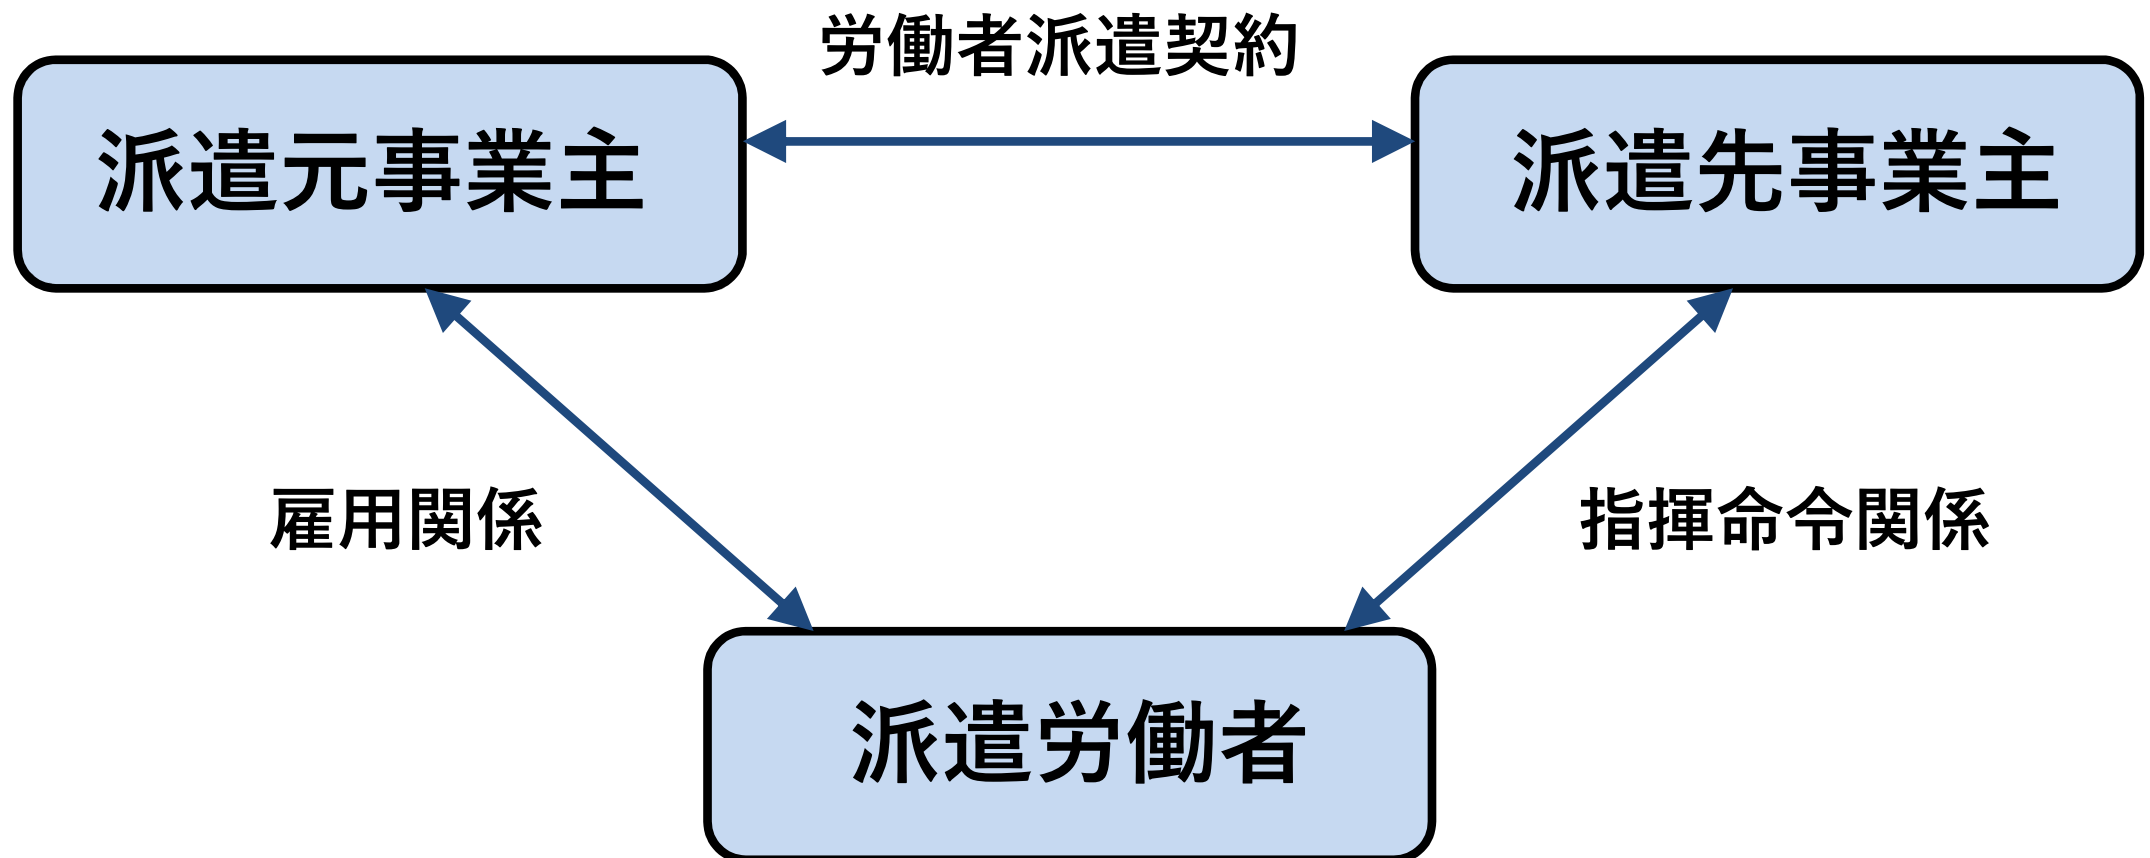 労働者派遣契約
派遣元事業主
派遣先事業主
雇用関係
指揮命令関係
派遣労働者